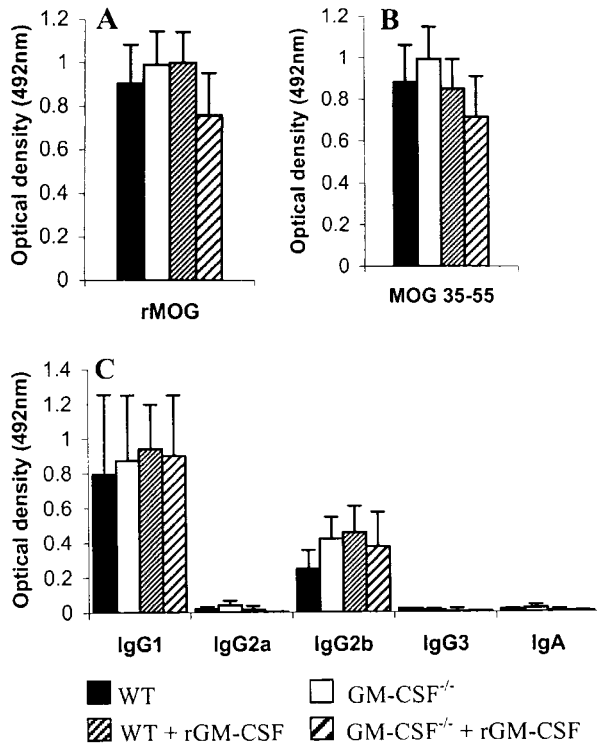 A
Optical density (492nm)
1.2
1
0.8
0.6
0.4
0.2
0
rMOG
B
Optical density (492nm)
1.2
1
0.8
0.6
0.4
0.2
0
MOG 35-55
C
Optical density (492nm)
1.4
1.2
1
0.8
0.6
0.4
0.2
0
IgG1 IgG2a IgG2b IgG3 IgA
WT GM-CSF-/-
WT + rGM-CSF GM-CSF-/- + rGM-CSF